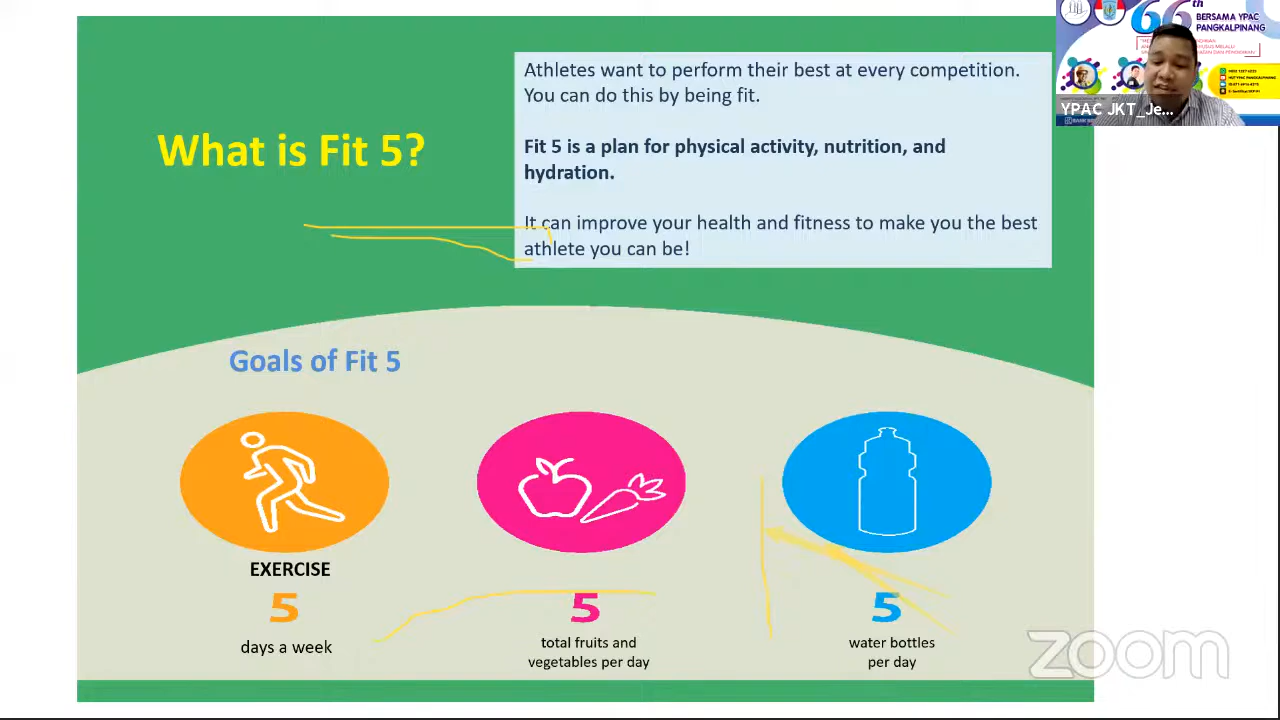 What is Fit 5?
Athletes want to perform their best at every competition.
You can do this by being fit.
Fit 5 is a plan for physical activity, nutrition, and
hydration.
It can improve your health and fitness to make you the best
athlete you can be!
Goals of Fit 5
EXERCISE
5
days a week
5
total fruits and
vegetables per day
5
water bottles
per day
66th
BERSAMA YPAC
PANGKALPINANG
YPAC JKT_Je...
zoom